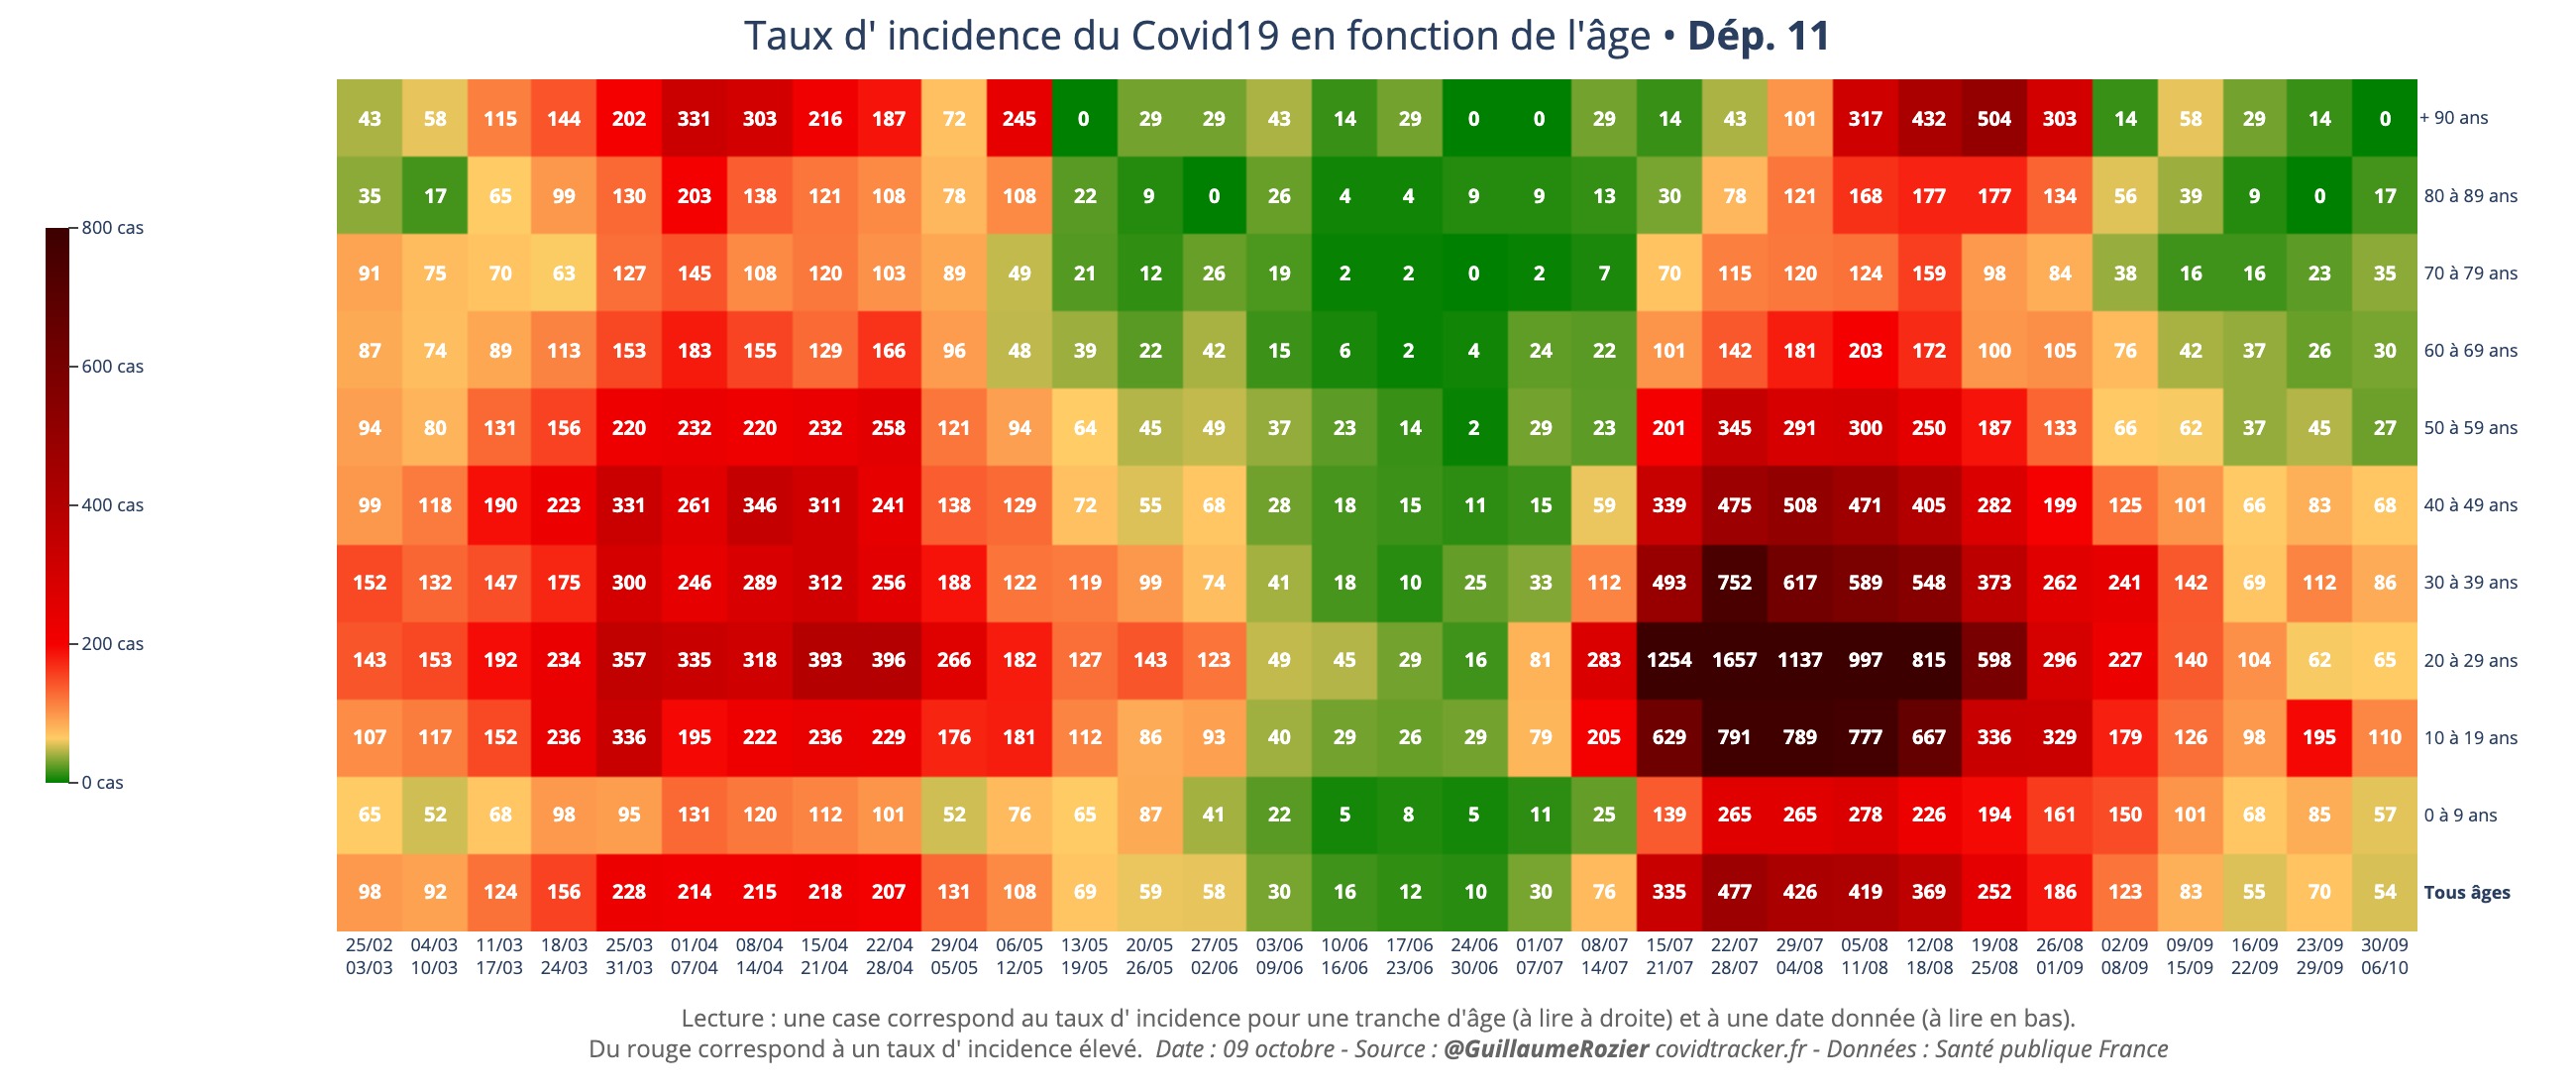 Taux d' incidence du Covid19 en fonction de l'âge • Dép. 11
800 cas
600 cas
400 cas
200 cas
0 cas
43 58 115 144 202 331 303 216 187 72 245 0 29 29 43 14 29 0 0 29 14 43 101 317 432 504 303 14 58 29 14 0 + 90 ans
35 17 65 99 130 203 138 121 108 78 108 22 9 0 26 4 4 9 9 13 30 78 121 168 177 177 134 56 39 9 0 17 80 à 89 ans
91 75 70 63 127 145 108 120 103 89 49 21 12 26 19 2 2 0 2 7 70 115 120 124 159 98 84 38 16 16 23 35 70 à 79 ans
87 74 89 113 153 183 155 129 166 96 48 39 22 42 15 6 2 4 24 22 101 142 181 203 172 100 105 76 42 37 26 30 60 à 69 ans
94 80 131 156 220 232 220 232 258 121 94 64 45 49 37 23 14 2 29 23 201 345 291 300 250 187 133 66 62 37 45 27 50 à 59 ans
99 118 190 223 331 261 346 311 241 138 129 72 55 68 28 18 15 11 15 59 339 475 508 471 405 282 199 125 101 66 83 68 40 à 49 ans
152 132 147 175 300 246 289 312 256 188 122 119 99 74 41 18 10 25 33 112 493 752 617 589 548 373 262 241 142 69 112 86 30 à 39 ans
143 153 192 234 357 335 318 393 396 266 182 127 143 123 49 45 29 16 81 283 1254 1657 1137 997 815 598 296 227 140 104 62 65 20 à 29 ans
107 117 152 236 336 195 222 236 229 176 181 112 86 93 40 29 26 29 79 205 629 791 789 777 667 336 329 179 126 98 195 110 10 à 19 ans
65 52 68 98 95 131 120 112 101 52 76 65 87 41 22 5 8 5 11 25 139 265 265 278 226 194 161 150 101 68 85 57 0 à 9 ans
98 92 124 156 228 214 215 218 207 131 108 69 59 58 30 16 12 10 30 76 335 477 426 419 369 252 186 123 83 55 70 54 Tous âges
25/02 04/03 11/03 18/03 25/03 01/04 08/04 15/04 22/04 29/04 06/05 13/05 20/05 27/05 03/06 10/06 17/06 24/06 01/07 08/07 15/07 22/07 29/07 05/08 12/08 19/08 26/08 02/09 09/09 16/09 23/09 30/09
03/03 10/03 17/03 24/03 31/03 07/04 14/04 21/04 28/04 05/05 12/05 19/05 26/05 02/06 09/06 16/06 23/06 30/06 07/07 14/07 21/07 28/07 04/08 11/08 18/08 25/08 01/09 08/09 15/09 22/09 29/09 06/10
Lecture : une case correspond au taux d' incidence pour une tranche d'âge (à lire à droite) et à une date donnée (à lire en bas).
Du rouge correspond à un taux d' incidence élevé. Date : 09 octobre - Source : @GuillaumeRozier covidtracker.fr - Données : Santé publique France